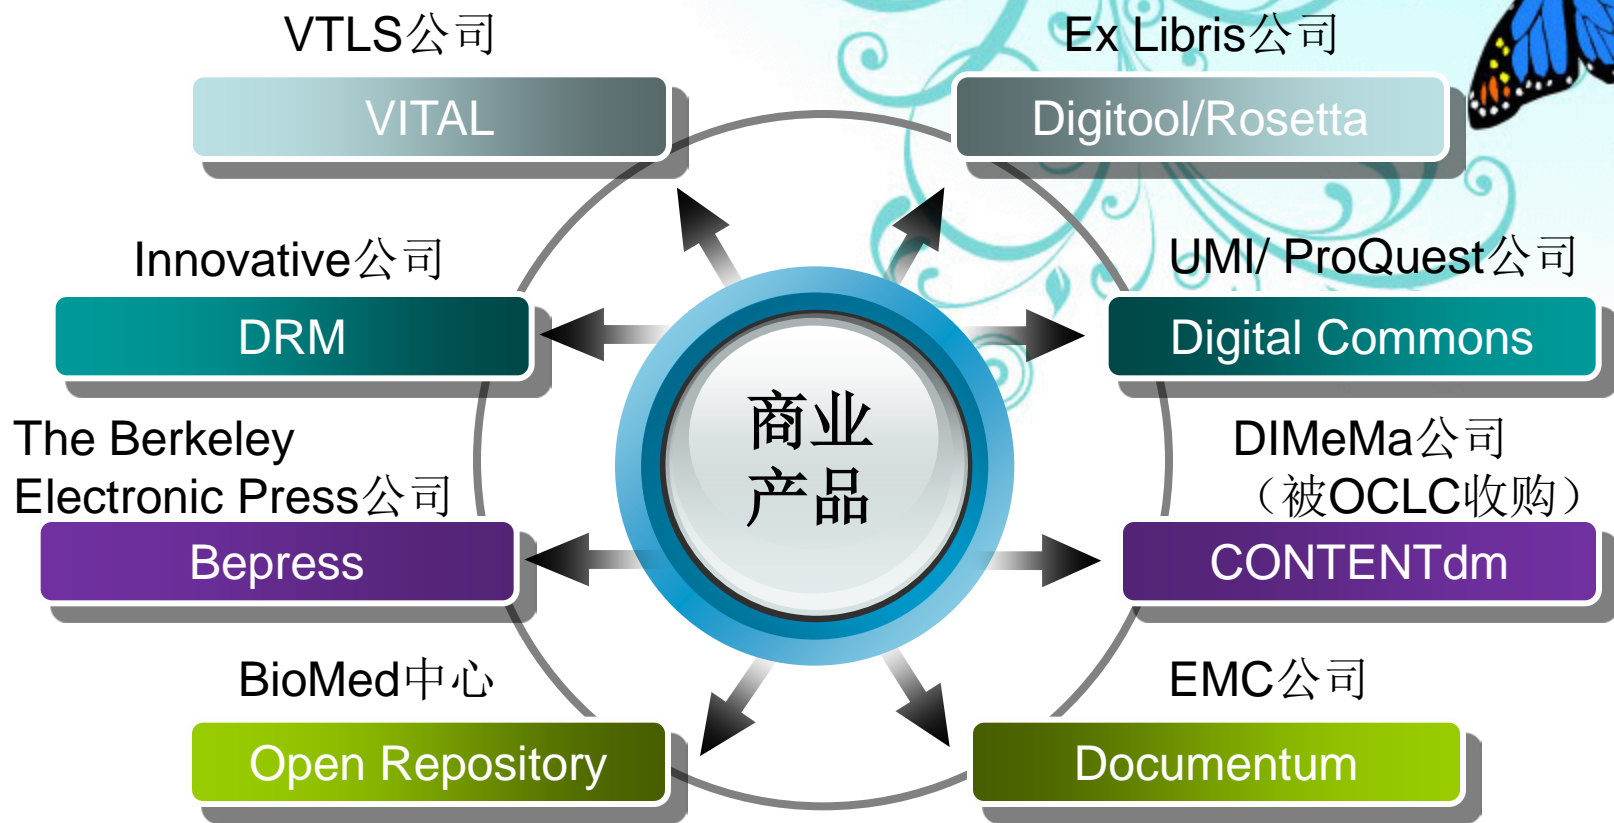 VTLS公司
VITAL
Ex Libris公司
Digitool/Rosetta
Innovative公司
DRM
UMI/ ProQuest公司
Digital Commons
商业
产品
The Berkeley
Electronic Press公司
Bepress
DIMeMa公司
（被OCLC收购）
CONTENTdm
BioMed中心
Open Repository
EMC公司
Documentum